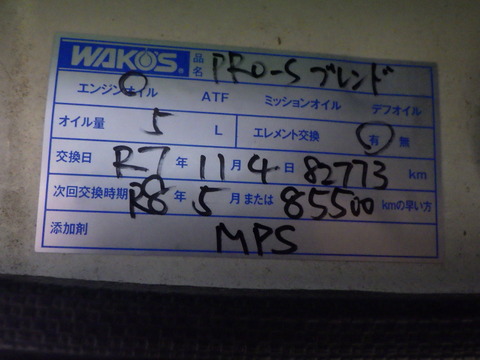 WAKO'S 品名 PRO-S ブレンド
エンジンオイル ATF ミッションオイル デフオイル
オイル量 5 L エレメント交換 有 無
交換日 R7 年 11 月 4 日 82773 km
次回交換時期 R8 年 5 月または 85500 kmの早い方
添加剤 MPS